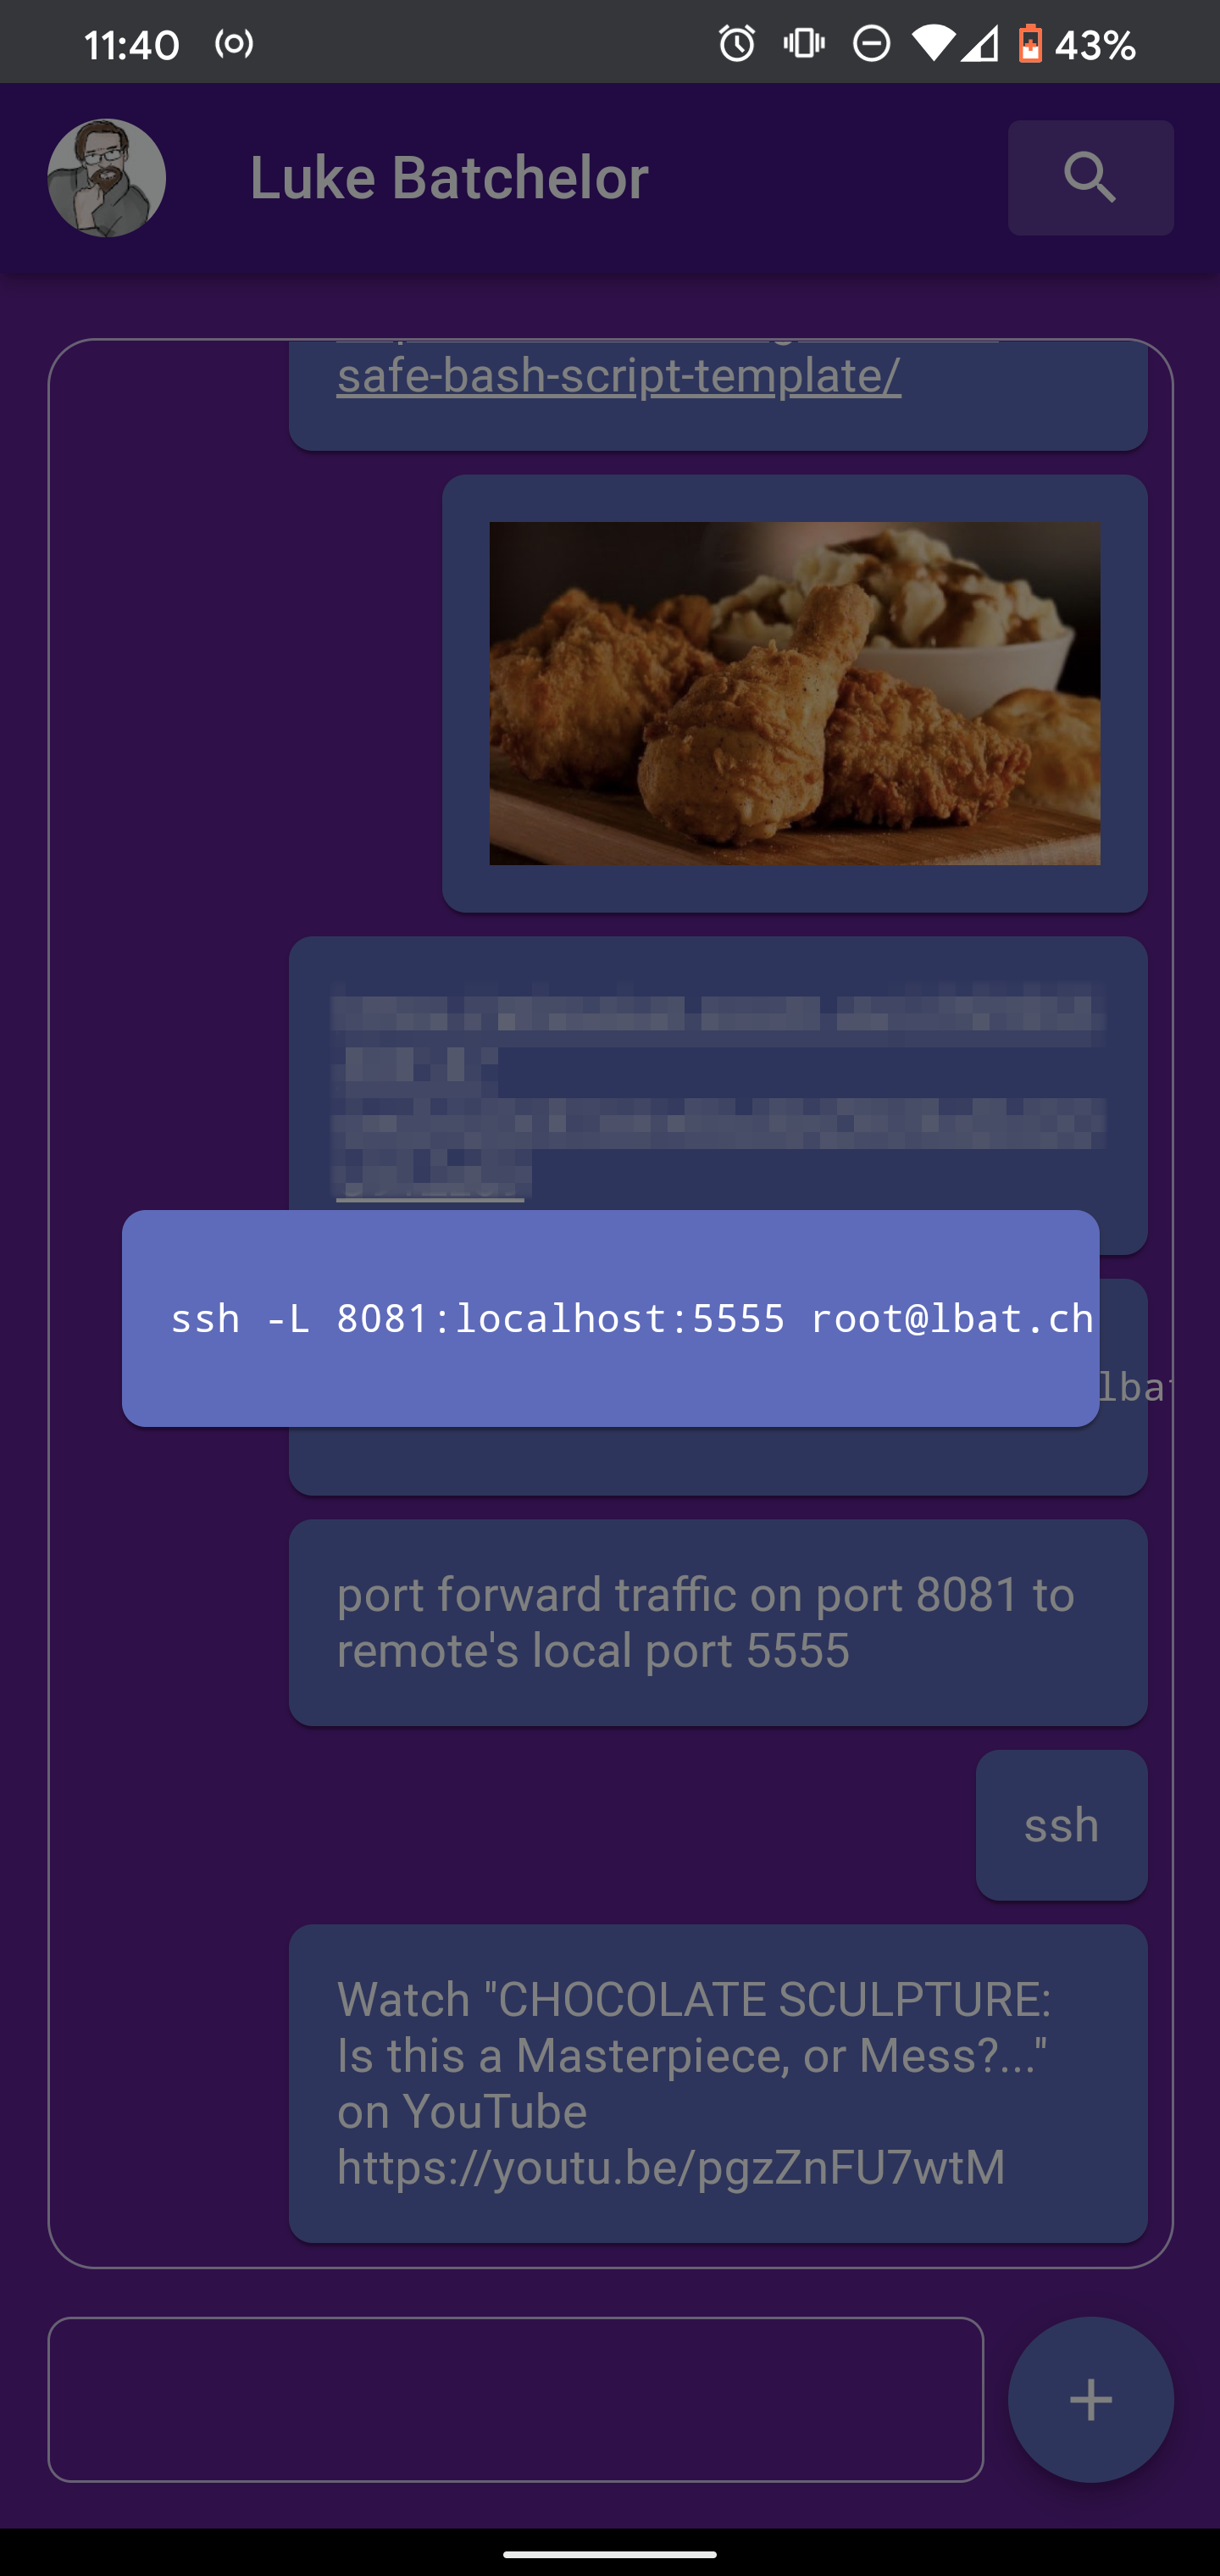 11:40
43%
Luke Batchelor
safe-bash-script-template/
ssh -L 8081:localhost:5555 root@lbat.ch
port forward traffic on port 8081 to
remote's local port 5555
ssh
Watch "CHOCOLATE SCULPTURE:
Is this a Masterpiece, or Mess?..."
on YouTube
https://youtu.be/pgzZnFU7wtM